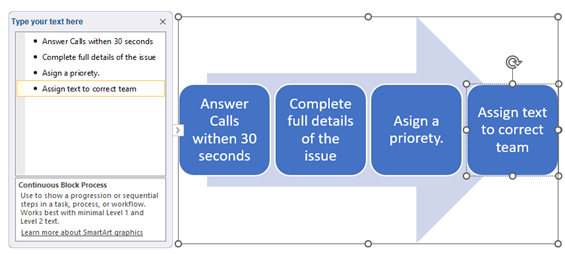 Type your text here
Answer Calls withen 30 seconds
Complete full details of the issue
Asign a priorety.
Assign text to correct team
Continuous Block Process
Use to show a progression or sequential
steps in a task, process, or workflow.
Works best with minimal Level 1 and
Level 2 text.
Learn more about SmartArt graphics
Answer
Calls
withen 30
seconds
Complete
full details
of the
issue
Asign a
priorety.
Assign text
to correct
team